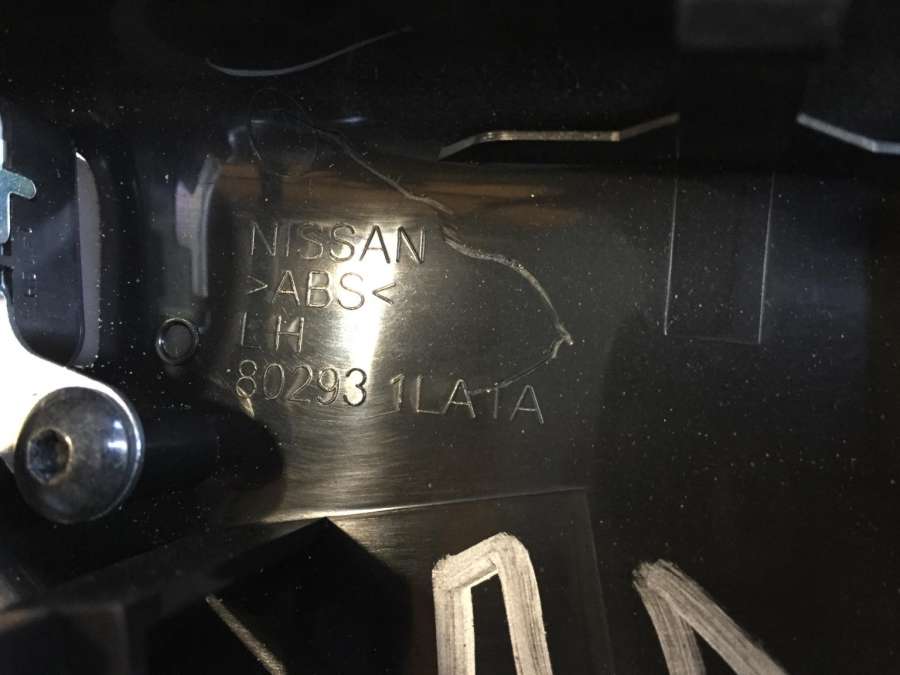 NISSAN
>ABS<
LH
80293 1LA1A